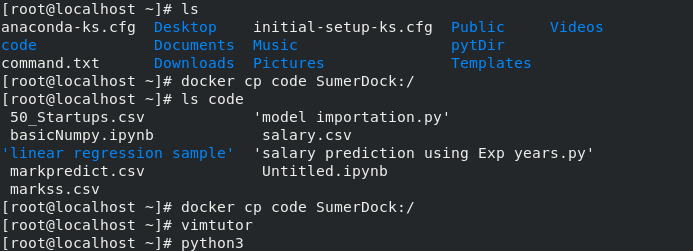 [root@localhost ~]# ls
anaconda-ks.cfg  Desktop    initial-setup-ks.cfg  Public     Videos
code             Documents  Music                 pytDir
command.txt      Downloads  Pictures              Templates
[root@localhost ~]# docker cp code SumerDock:/
[root@localhost ~]# ls code
 50_Startups.csv            'model importation.py'
 basicNumpy.ipynb            salary.csv
'linear regression sample'  'salary prediction using Exp years.py'
 markpredict.csv             Untitled.ipynb
 markss.csv
[root@localhost ~]# docker cp code SumerDock:/
[root@localhost ~]# vimtutor
[root@localhost ~]# python3